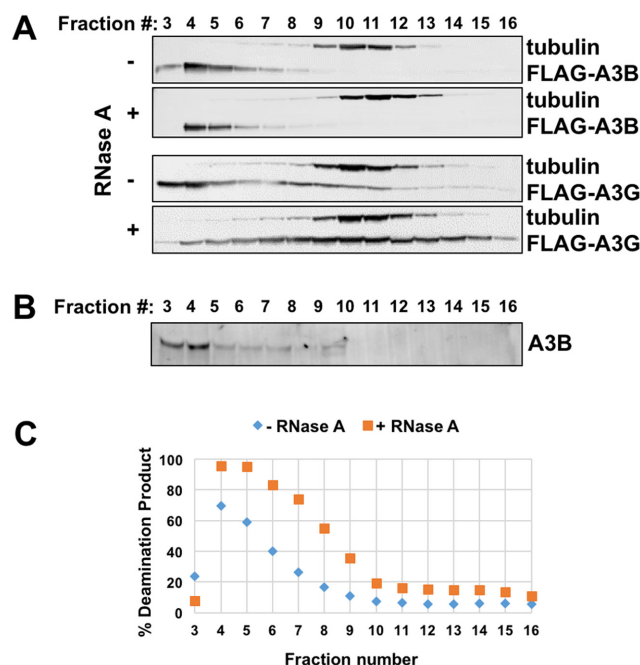 A
Fraction #: 3 4 5 6 7 8 9 10 11 12 13 14 15 16
RNase A
-
tubulin
FLAG-A3B
+
tubulin
FLAG-A3B
-
tubulin
FLAG-A3G
+
tubulin
FLAG-A3G
B
Fraction #: 3 4 5 6 7 8 9 10 11 12 13 14 15 16
A3B
C
- RNase A + RNase A
% Deamination Product
100
80
60
40
20
0
3 4 5 6 7 8 9 10 11 12 13 14 15 16
Fraction number